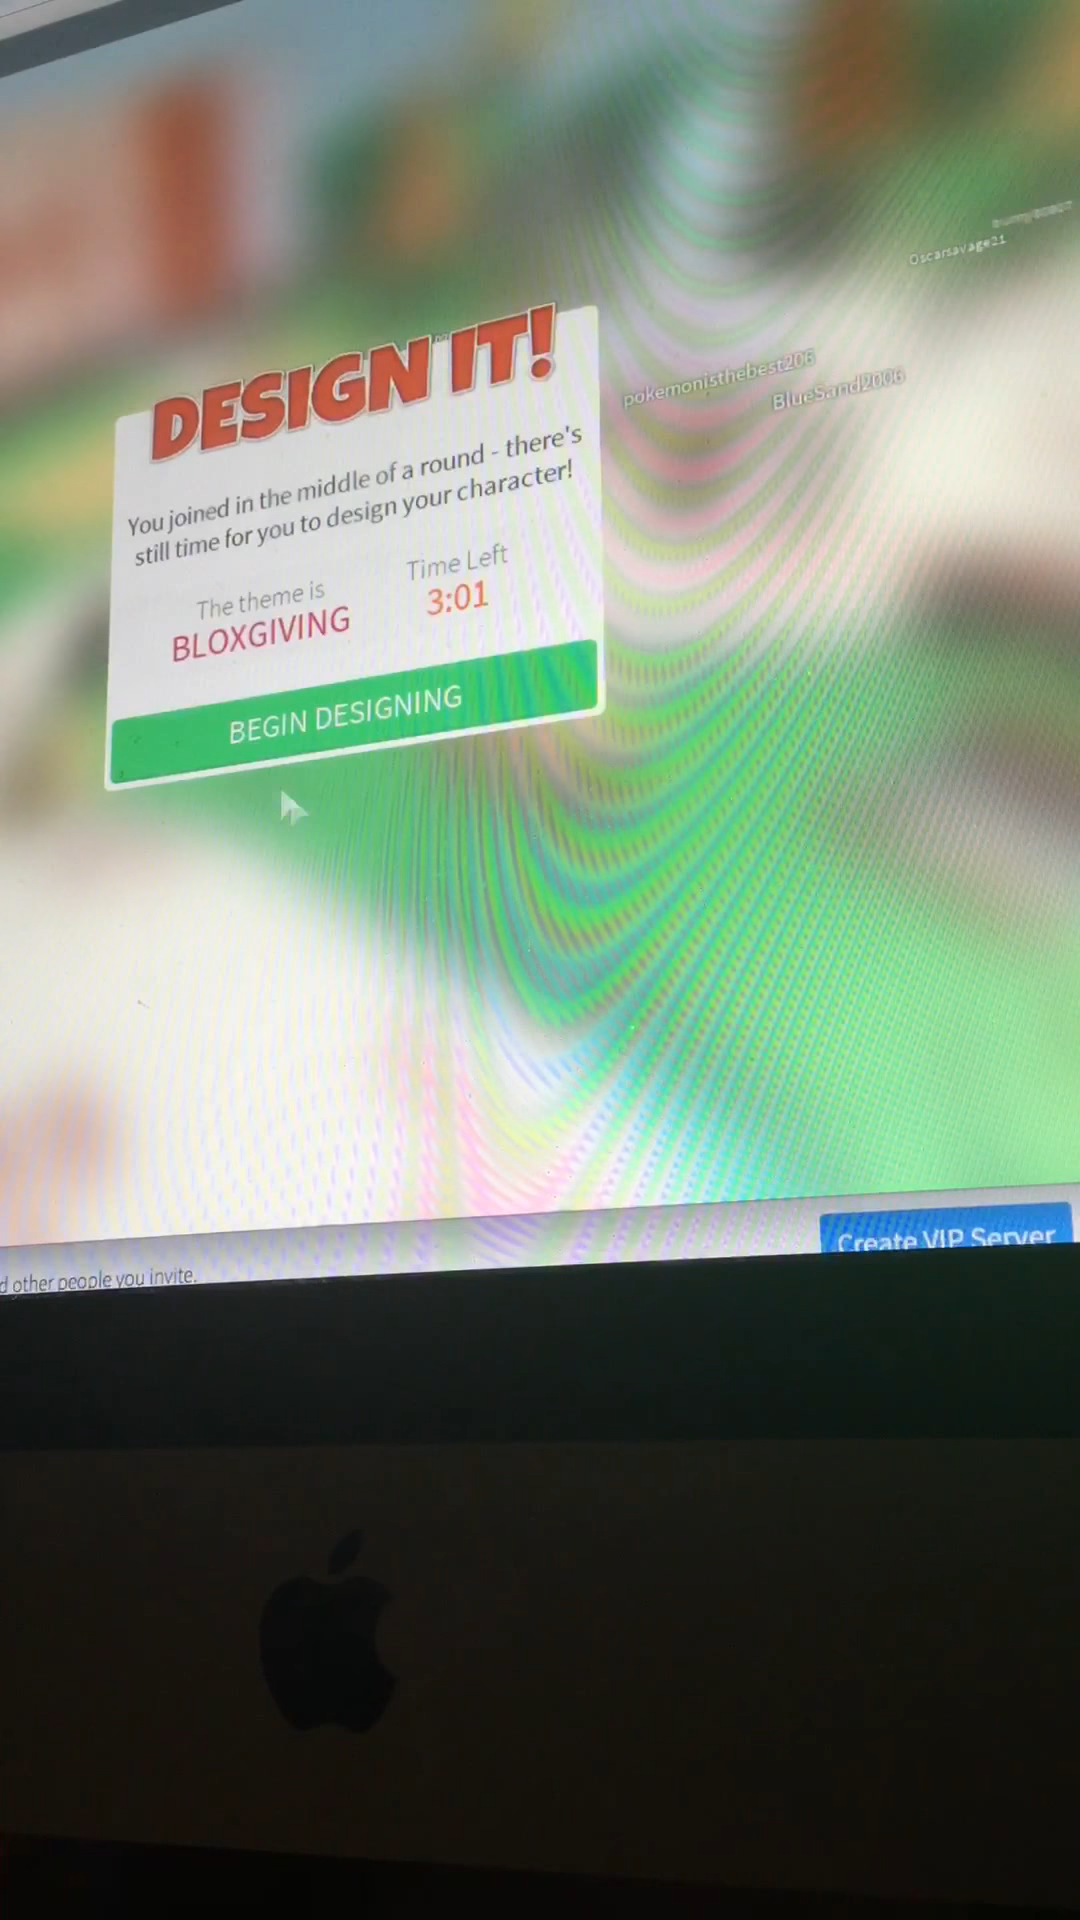 Oscarsavage21
pokemonisthebest206
BlueSand2006
DESIGN IT!
You joined in the middle of a round - there's
still time for you to design your character!
The theme is
BLOXGIVING
Time Left
3:01
BEGIN DESIGNING
Create VIP Server
d other people you invite.